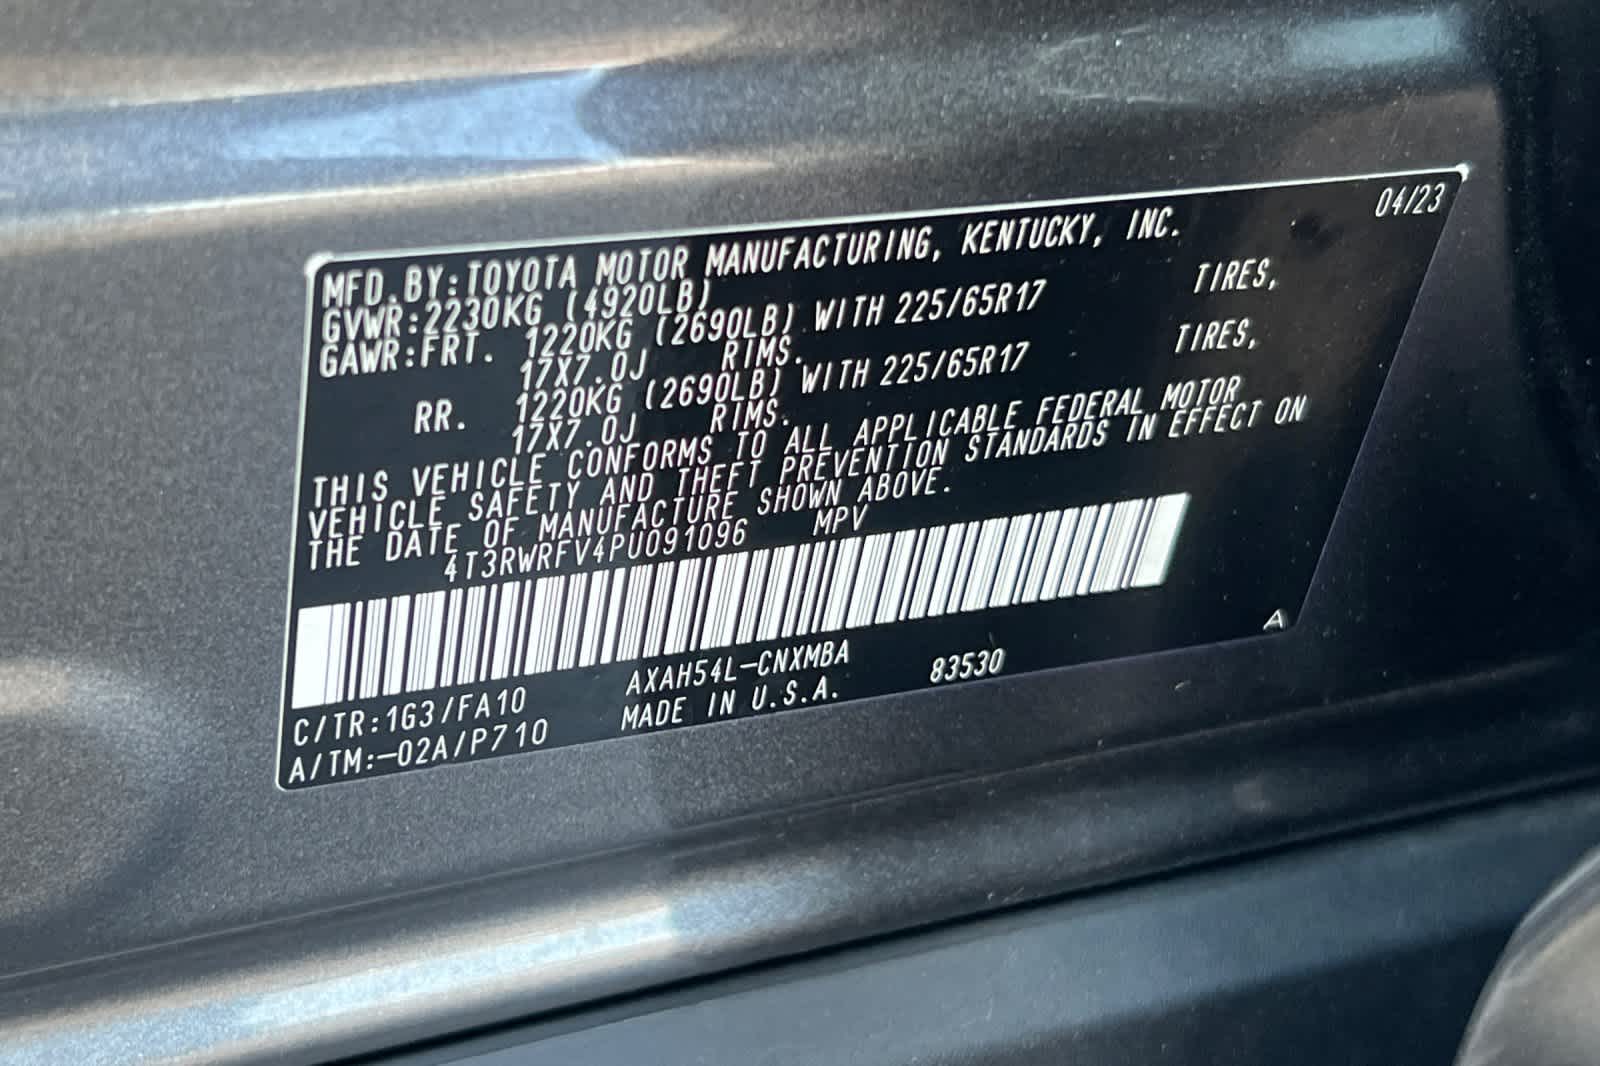 04/23
MFD.BY:TOYOTA MOTOR MANUFACTURING, KENTUCKY, INC.
GVWR:2230KG (4920LB)
GAWR:FRT. 1220KG (2690LB) WITH 225/65R17 TIRES,
17X7.0J RIMS.
RR. 1220KG (2690LB) WITH 225/65R17 TIRES,
17X7.0J RIMS.
THIS VEHICLE CONFORMS TO ALL APPLICABLE FEDERAL MOTOR
VEHICLE SAFETY AND THEFT PREVENTION STANDARDS IN EFFECT ON
THE DATE OF MANUFACTURE SHOWN ABOVE.
4T3RWRFV4PU091096 MPV
C/TR:1G3/FA10 AXAH54L-CNXMBA 83530 A
A/TM:-02A/P710 MADE IN U.S.A.